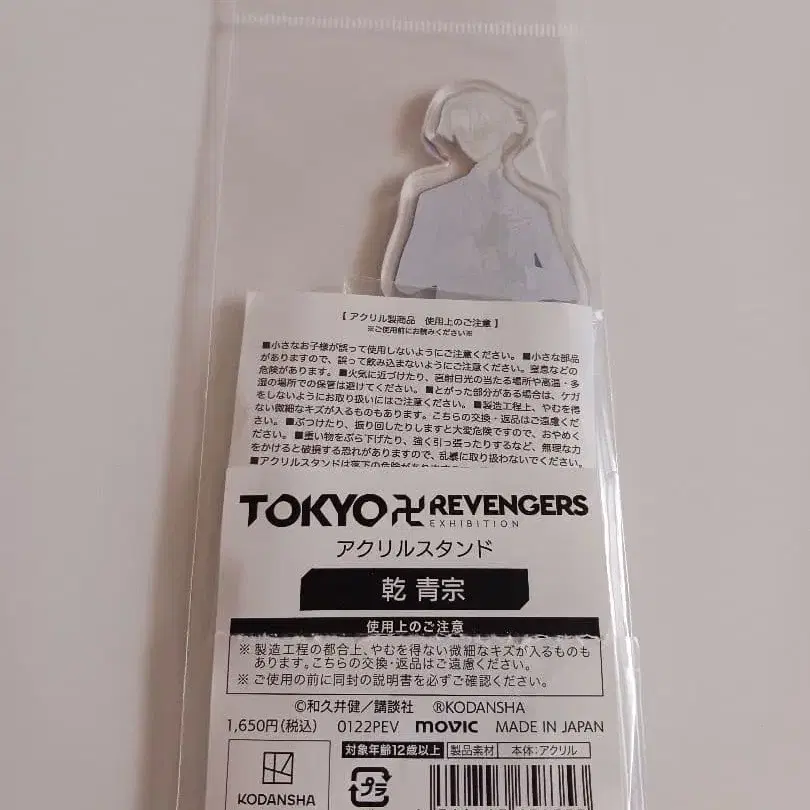 【 アクリル製商品　使用上のご注意 】
※ご使用前にお読みください※
■小さなお子様が誤って使用しないようにご注意ください。 ■小さな部品
がありますので、誤って飲み込まないようにご注意ください。窒息などの
危険があります。 ■火気に近づけたり、直射日光の当たる場所や高温・多
湿の場所での保管は避けてください。 ■とがった部分がある場合は、ケガ
をしないようにお取り扱いにはご注意ください。 ■製造工程上、やむを得
ない微細なキズが入るものもあります。こちらの交換・返品はご遠慮くだ
さい。 ■ぶつけたり、振り回したりしますと大変危険ですので、おやめく
ださい。 ■重い物をぶら下げたり、強く引っ張ったりするなど、無理な力
をかけると破損する恐れがありますので、乱暴に取り扱わないでください。
■アクリルスタンドは落下の危険があります
TOKYO卍REVENGERS
EXHIBITION
アクリルスタンド
乾 青宗
使用上のご注意
※ 製造工程の都合上、やむを得ない微細なキズが入るものも
あります。こちらの交換・返品はご遠慮ください。
※ ご使用の前に同封の説明書を必ずご確認ください。
©和久井健／講談社　®KODANSHA
1,650円(税込)　0122PEV　movic　MADE IN JAPAN
対象年齢12歳以上　製品素材　本体:アクリル
KODANSHA
プラ